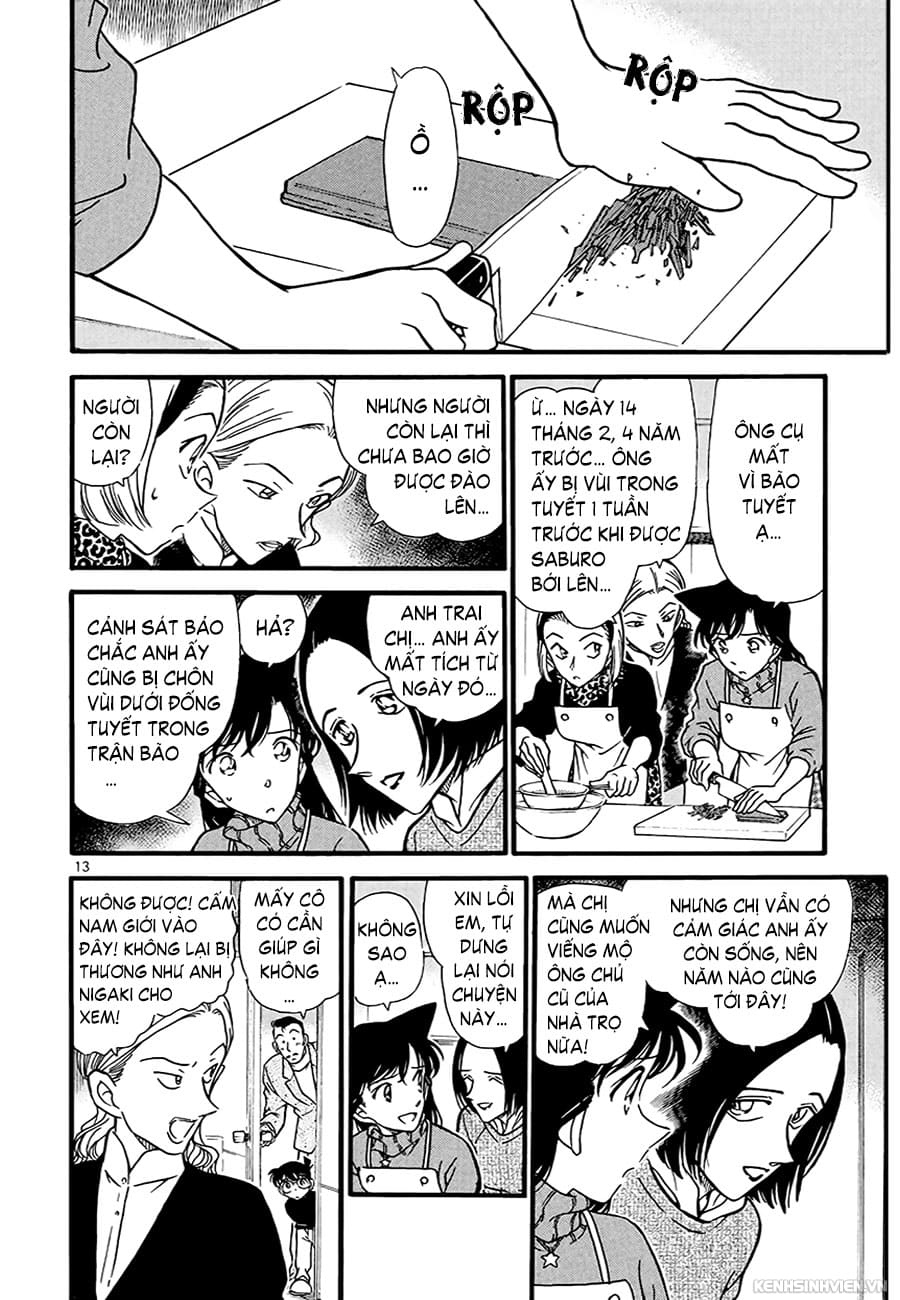 RỘP
RỘP
Ồ
...
ÔNG CỤ
MẤT
VÌ BÃO
TUYẾT
Ạ...
Ừ... NGÀY 14
THÁNG 2, 4 NĂM
TRƯỚC... ÔNG
ẤY BỊ VÙI TRONG
TUYẾT 1 TUẦN
TRƯỚC KHI ĐƯỢC
SABURO
BỚI LÊN...
NHƯNG NGƯỜI
CÒN LẠI THÌ
CHƯA BAO GIỜ
ĐƯỢC ĐÀO
LÊN...
NGƯỜI
CÒN
LẠI?
ANH TRAI
CHỊ... ANH ẤY
MẤT TÍCH TỪ
NGÀY ĐÓ...
HẢ?
CẢNH SÁT BẢO
CHẮC ANH ẤY
CŨNG BỊ CHÔN
VÙI DƯỚI ĐỐNG
TUYẾT TRONG
TRẬN BÃO
...
13
NHƯNG CHỊ VẪN CÓ
CẢM GIÁC ANH ẤY
CÒN SỐNG, NÊN
NĂM NÀO CŨNG
TỚI ĐÂY!
MÀ CHỊ
CŨNG MUỐN
VIẾNG MỘ
ÔNG CHỦ
CŨ CỦA
NHÀ TRỌ
NỮA!
XIN LỖI
EM, TỰ
DƯNG
LẠI NÓI
CHUYỆN
NÀY...
KHÔNG
SAO
Ạ...
MẤY CÔ
CÓ CẦN
GIÚP GÌ
KHÔNG
...
KHÔNG ĐƯỢC! CẤM
NAM GIỚI VÀO
ĐÂY! KHÔNG LẠI BỊ
THƯƠNG NHƯ ANH
NIGAKI CHO
XEM!
KENHSINHVIEN.VN